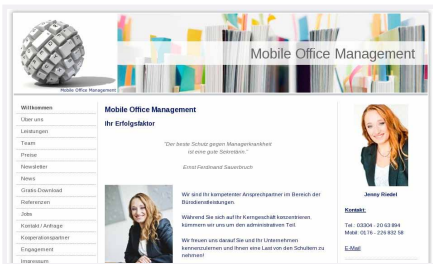 Mobile Office Management
Mobile Office Management
Willkommen
Über uns
Leistungen
Team
Preise
Newsletter
News
Gratis Download
Referenzen
Jobs
Kontakt / Anfrage
Kooperationspartner
Engagement
Impressum
Mobile Office Management
Ihr Erfolgsfaktor
"Der beste Schutz gegen Managerkrankheit
ist eine gute Sekretärin."
Ernst Ferdinand Sauerbruch
Wir sind Ihr kompetenter Ansprechpartner im Bereich der
Bürodienstleistungen.
Während Sie sich auf Ihr Kerngeschäft konzentrieren,
kümmern wir uns um den administrativen Teil.
Wir freuen uns darauf Sie und Ihr Unternehmen
kennenzulernen und Ihnen eine Last von den Schultern zu
nehmen!
Jenny Riedel
Kontakt:
Tel.: 03304 - 20 63 894
Mobil: 0176 - 226 932 58
E-Mail